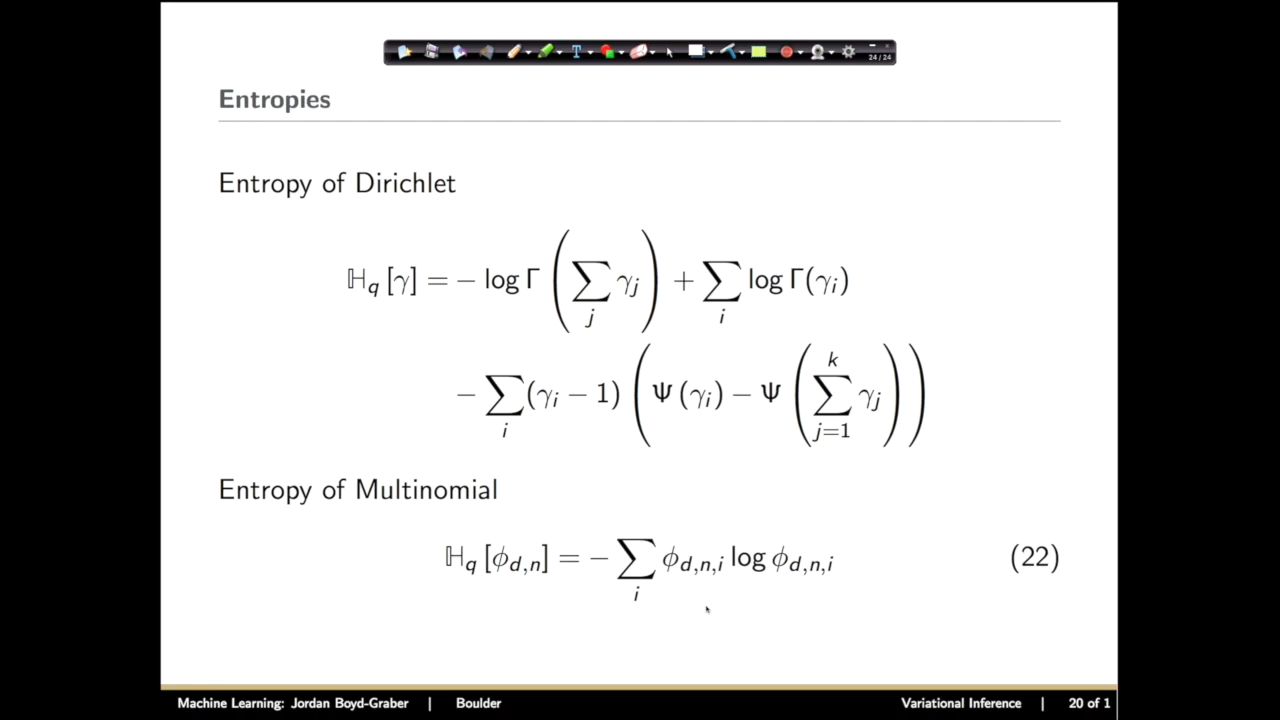 24 / 24
Entropies
Entropy of Dirichlet
ℍ_q [γ] = − log Γ ( ∑_j γ_j ) + ∑_i log Γ(γ_i)
− ∑_i (γ_i − 1) ( Ψ (γ_i) − Ψ ( ∑_{j=1}^k γ_j ) )
Entropy of Multinomial
ℍ_q [ϕ_{d,n}] = − ∑_i ϕ_{d,n,i} log ϕ_{d,n,i} (22)
Machine Learning: Jordan Boyd-Graber | Boulder Variational Inference | 20 of 1